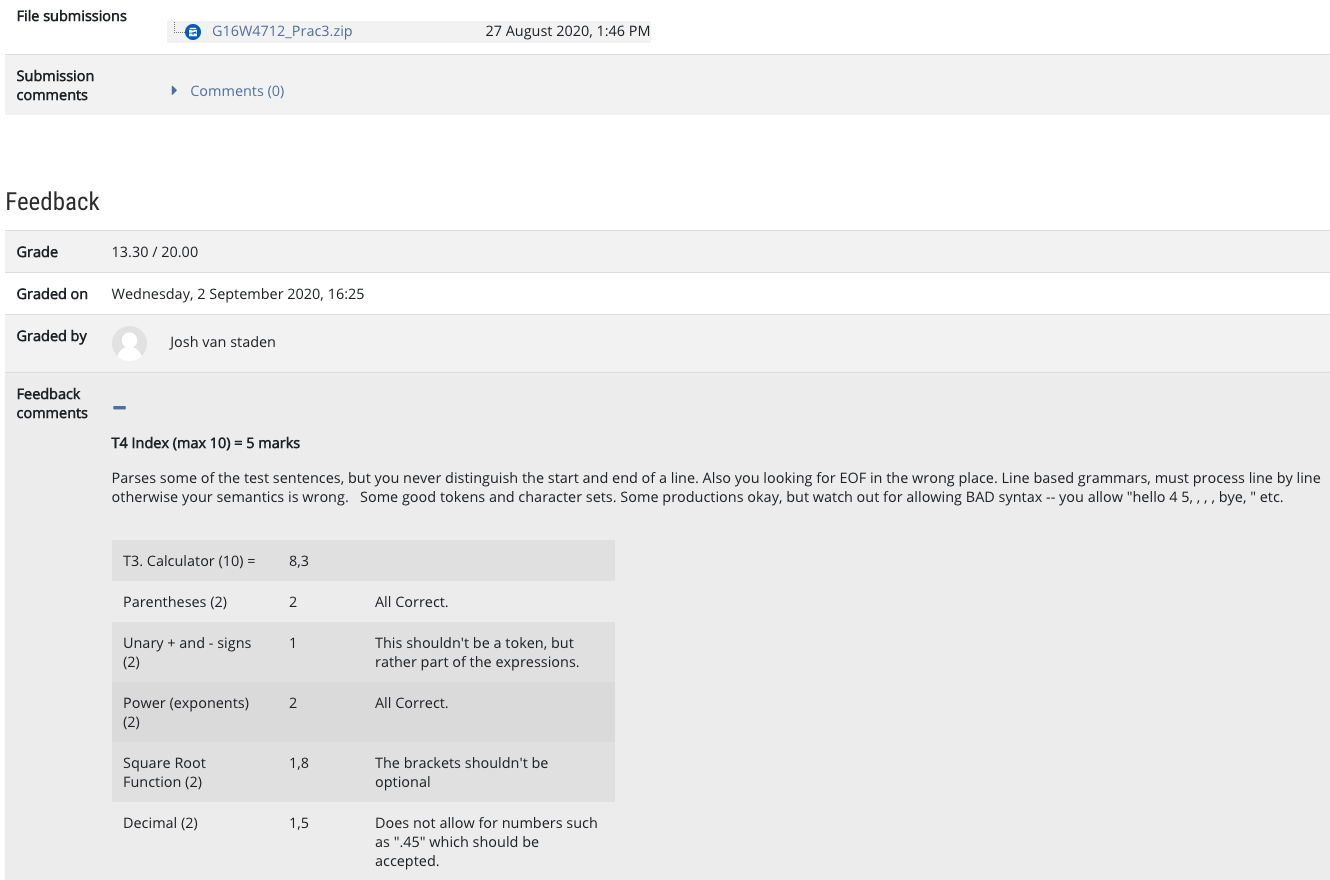 File submissions
G16W4712_Prac3.zip 27 August 2020, 1:46 PM
Submission
comments
Comments (0)
Feedback
Grade 13.30 / 20.00
Graded on Wednesday, 2 September 2020, 16:25
Graded by Josh van staden
Feedback
comments
T4 Index (max 10) = 5 marks
Parses some of the test sentences, but you never distinguish the start and end of a line. Also you looking for EOF in the wrong place. Line based grammars, must process line by line
otherwise your semantics is wrong.   Some good tokens and character sets. Some productions okay, but watch out for allowing BAD syntax -- you allow "hello 4 5, , , , bye, " etc.
T3. Calculator (10) = 8,3
Parentheses (2) 2 All Correct.
Unary + and - signs 1 This shouldn't be a token, but
(2) rather part of the expressions.
Power (exponents) 2 All Correct.
(2)
Square Root 1,8 The brackets shouldn't be
Function (2) optional
Decimal (2) 1,5 Does not allow for numbers such
as ".45" which should be
accepted.